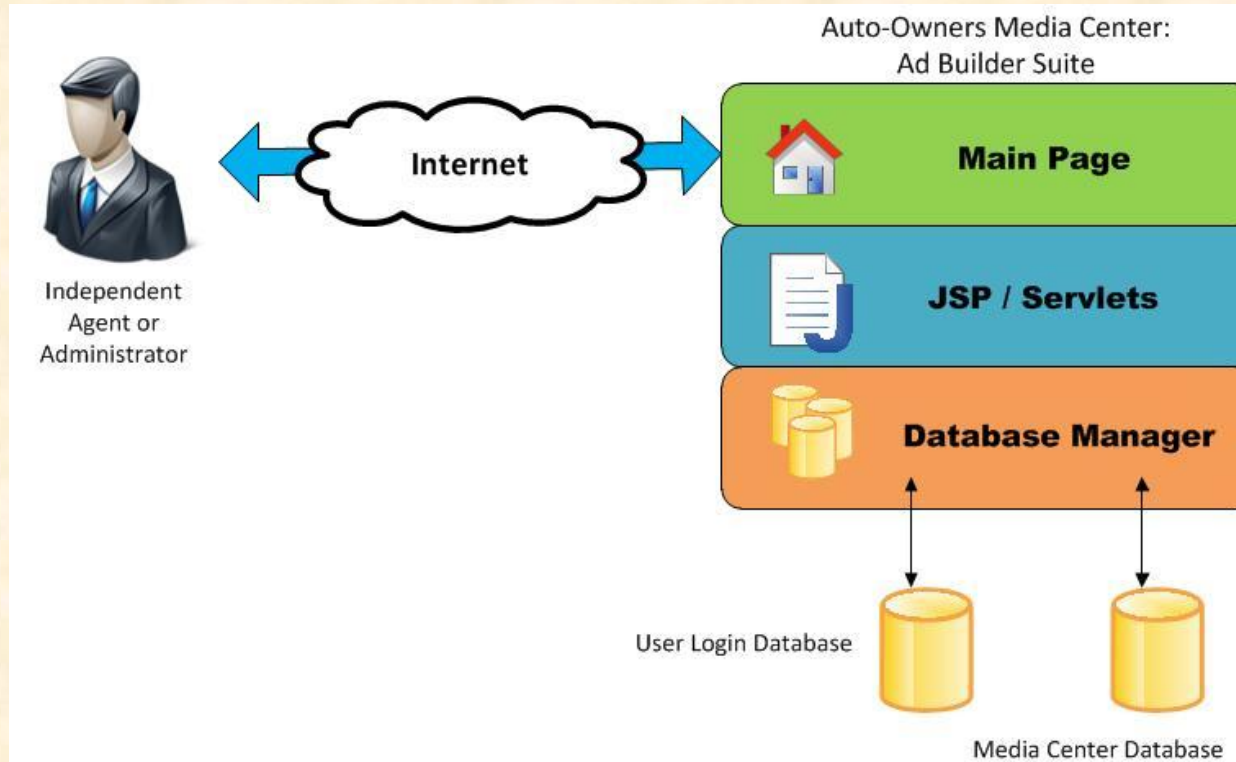 Auto-Owners Media Center:
Ad Builder Suite
Internet
Main Page
Independent
Agent or
Administrator
JSP / Servlets
Database Manager
User Login Database
Media Center Database